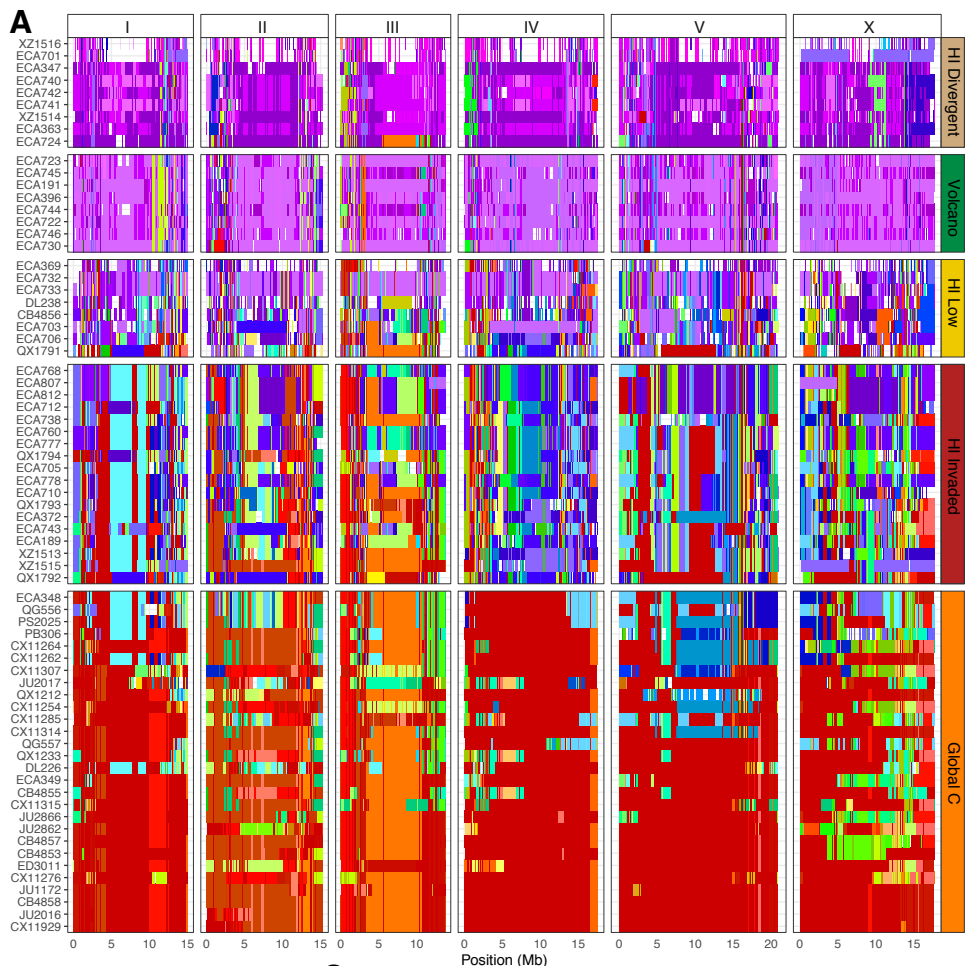 A
I II III IV V X
XZ1516
ECA701
ECA347
ECA740
ECA742
ECA741
XZ1514
ECA363
ECA724
HI Divergent
ECA723
ECA745
ECA191
ECA396
ECA744
ECA722
ECA746
ECA730
Volcano
ECA369
ECA732
ECA733
DL238
CB4856
ECA703
ECA706
QX1791
HI Low
ECA768
ECA807
ECA812
ECA712
ECA738
ECA760
ECA777
QX1794
ECA705
ECA778
ECA710
QX1793
ECA372
ECA743
ECA189
XZ1513
XZ1515
QX1792
HI Invaded
ECA348
QG556
PS2025
PB306
CX11264
CX11262
CX11307
JU2017
QX1212
CX11254
CX11285
CX11314
QG557
QX1233
DL226
ECA349
CB4855
CX11315
JU2866
JU2862
CB4857
CB4853
ED3011
CX11276
JU1172
CB4858
JU2016
CX11929
Global C
0 5 10 15 0 5 10 15 0 5 10 0 5 10 15 0 5 10 15 20 0 5 10 15
Position (Mb)